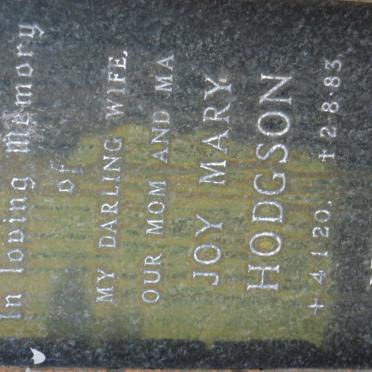 In loving Memory
of
MY DARLING WIFE,
OUR MOM AND MA
JOY MARY
HODGSON
+ 4.1.20. +2.8.83.